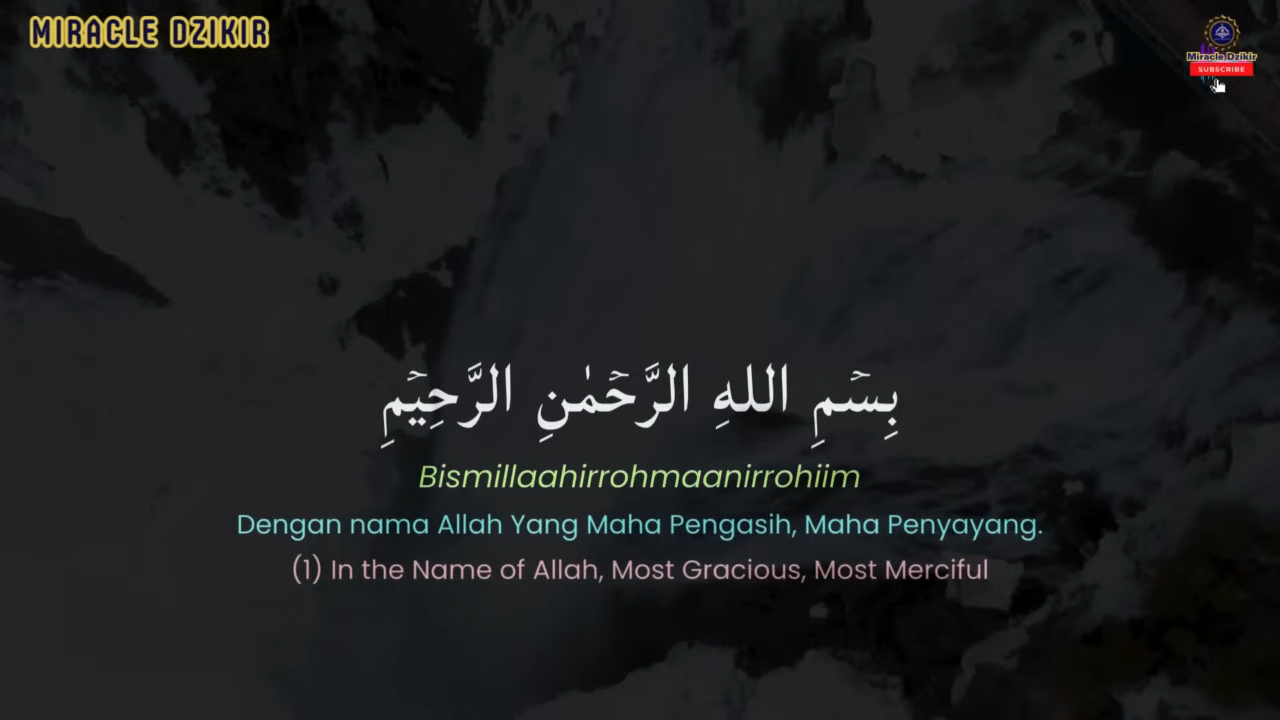 MIRACLE DZIKIR
Miracle Dzikir
SUBSCRIBE
بِسْمِ اللهِ الرَّحْمٰنِ الرَّحِيْمِ
Bismillaahirrohmaanirrohiim
Dengan nama Allah Yang Maha Pengasih, Maha Penyayang.
(1) In the Name of Allah, Most Gracious, Most Merciful